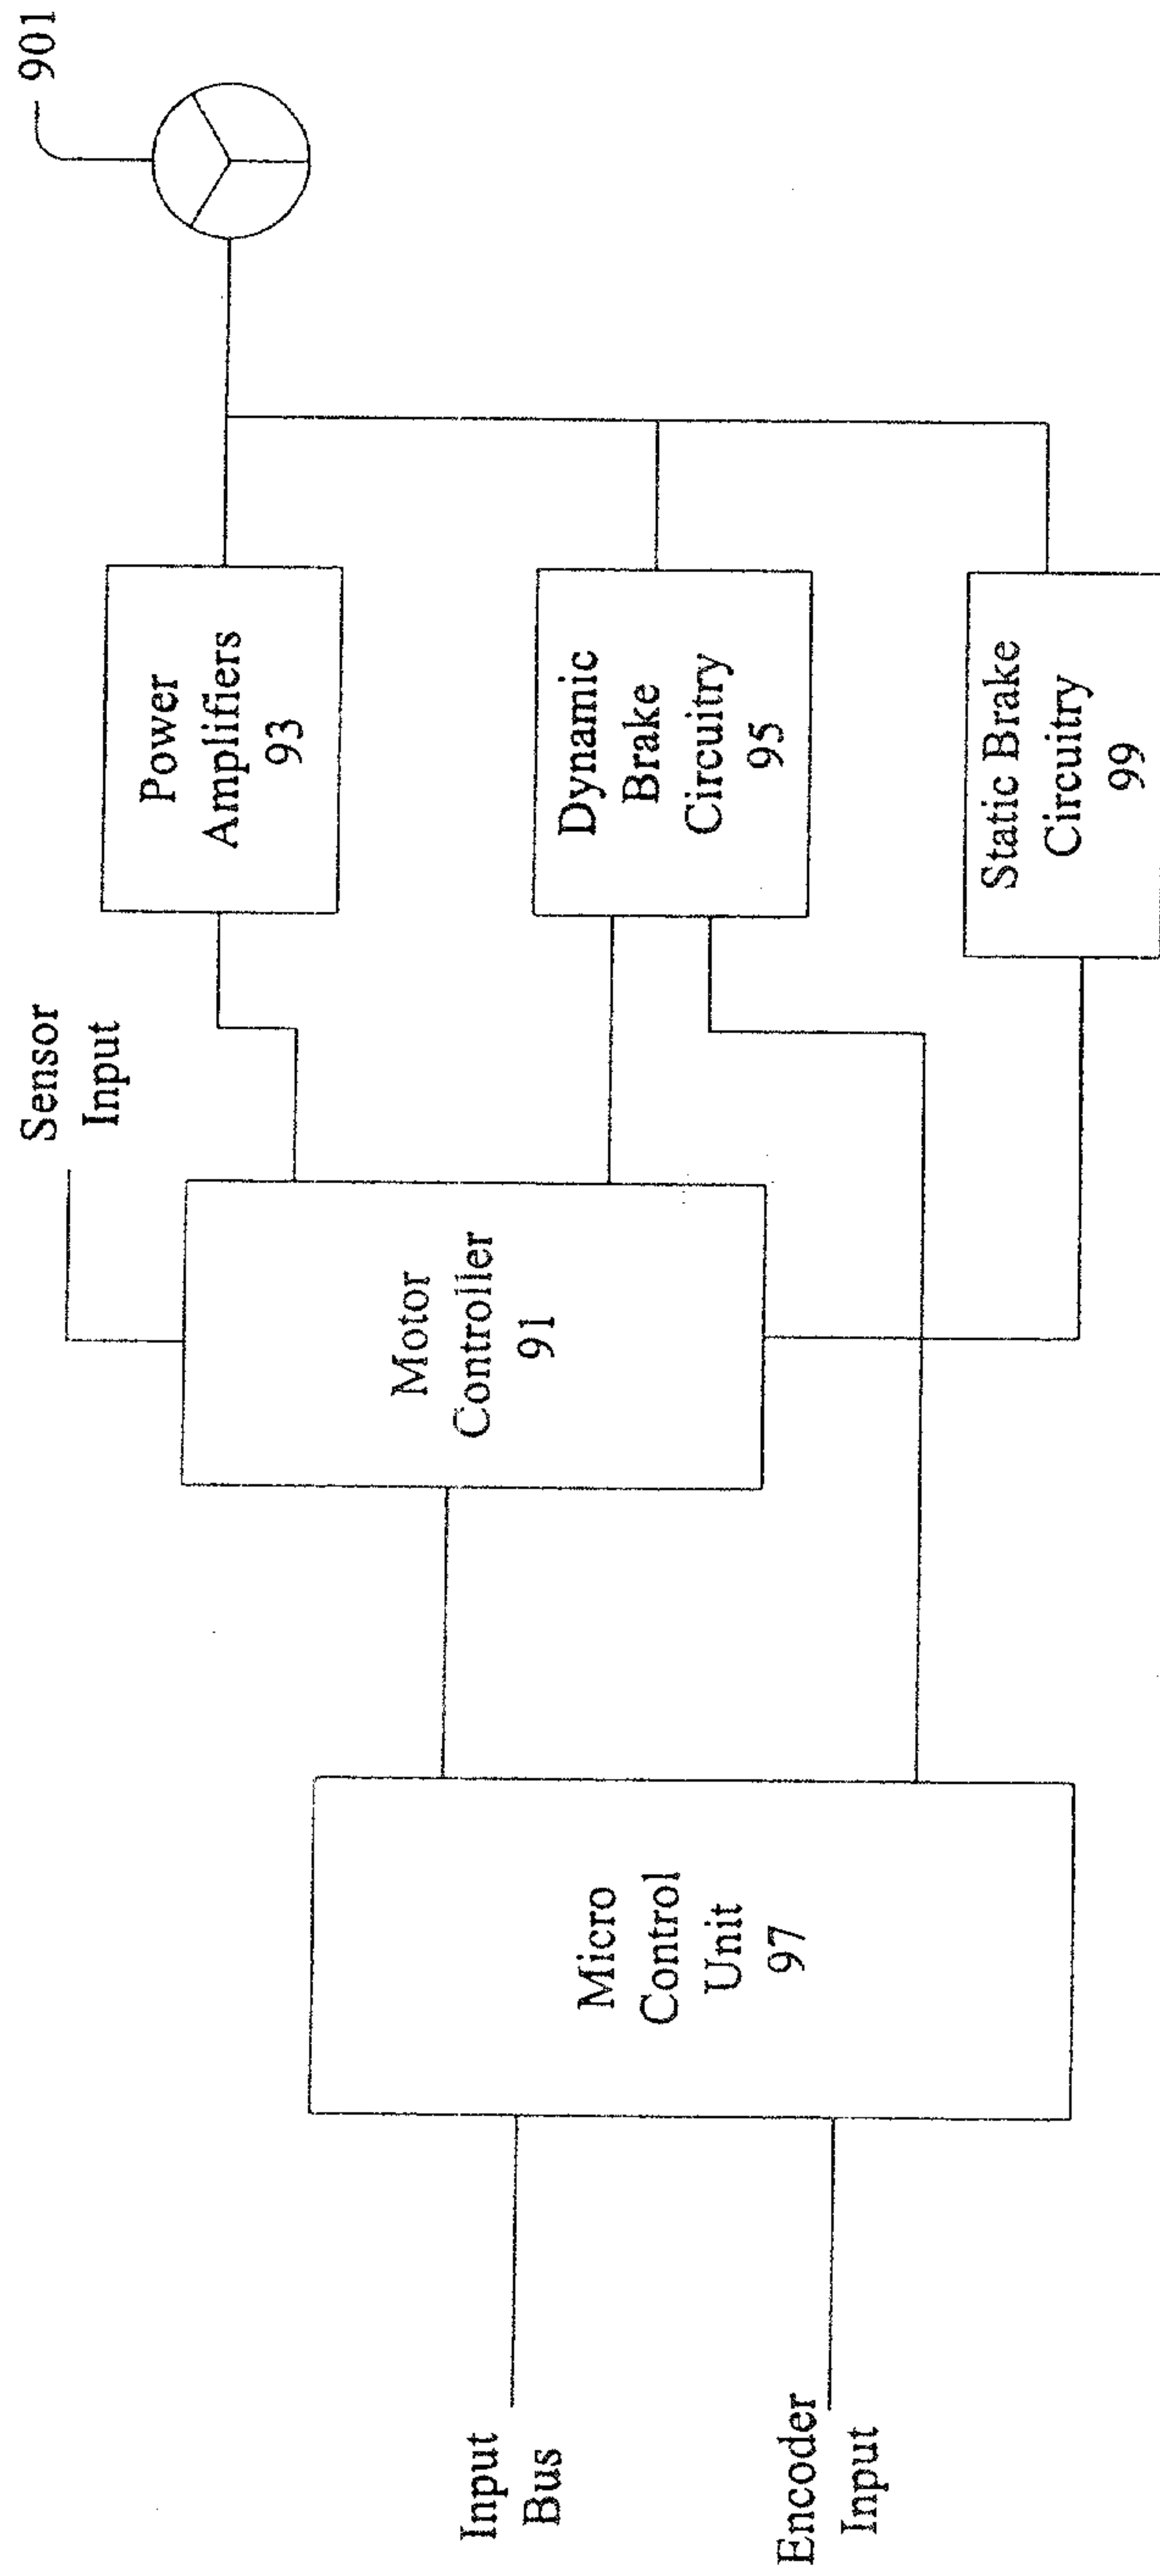 901
Sensor
Input
Power
Amplifiers
93
Motor
Controller
91
Dynamic
Brake
Circuitry
95
Static Brake
Circuitry
99
Micro
Control
Unit
97
Input
Bus
Encoder
Input